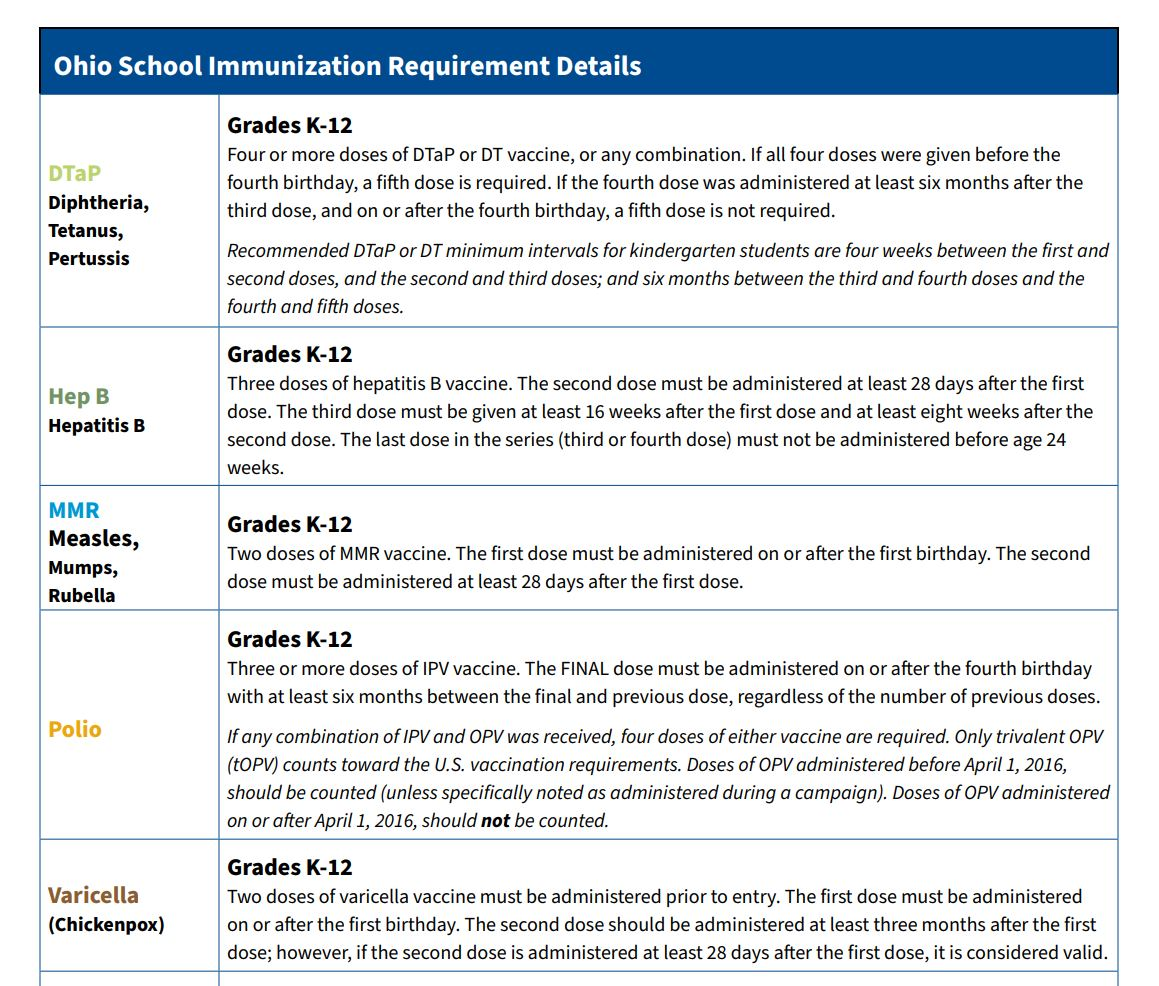 Ohio School Immunization Requirement Details
DTaP
Diphtheria,
Tetanus,
Pertussis
Grades K-12
Four or more doses of DTaP or DT vaccine, or any combination. If all four doses were given before the
fourth birthday, a fifth dose is required. If the fourth dose was administered at least six months after the
third dose, and on or after the fourth birthday, a fifth dose is not required.
Recommended DTaP or DT minimum intervals for kindergarten students are four weeks between the first and
second doses, and the second and third doses; and six months between the third and fourth doses and the
fourth and fifth doses.
Hep B
Hepatitis B
Grades K-12
Three doses of hepatitis B vaccine. The second dose must be administered at least 28 days after the first
dose. The third dose must be given at least 16 weeks after the first dose and at least eight weeks after the
second dose. The last dose in the series (third or fourth dose) must not be administered before age 24
weeks.
MMR
Measles,
Mumps,
Rubella
Grades K-12
Two doses of MMR vaccine. The first dose must be administered on or after the first birthday. The second
dose must be administered at least 28 days after the first dose.
Polio
Grades K-12
Three or more doses of IPV vaccine. The FINAL dose must be administered on or after the fourth birthday
with at least six months between the final and previous dose, regardless of the number of previous doses.
If any combination of IPV and OPV was received, four doses of either vaccine are required. Only trivalent OPV
(tOPV) counts toward the U.S. vaccination requirements. Doses of OPV administered before April 1, 2016,
should be counted (unless specifically noted as administered during a campaign). Doses of OPV administered
on or after April 1, 2016, should not be counted.
Varicella
(Chickenpox)
Grades K-12
Two doses of varicella vaccine must be administered prior to entry. The first dose must be administered
on or after the first birthday. The second dose should be administered at least three months after the first
dose; however, if the second dose is administered at least 28 days after the first dose, it is considered valid.